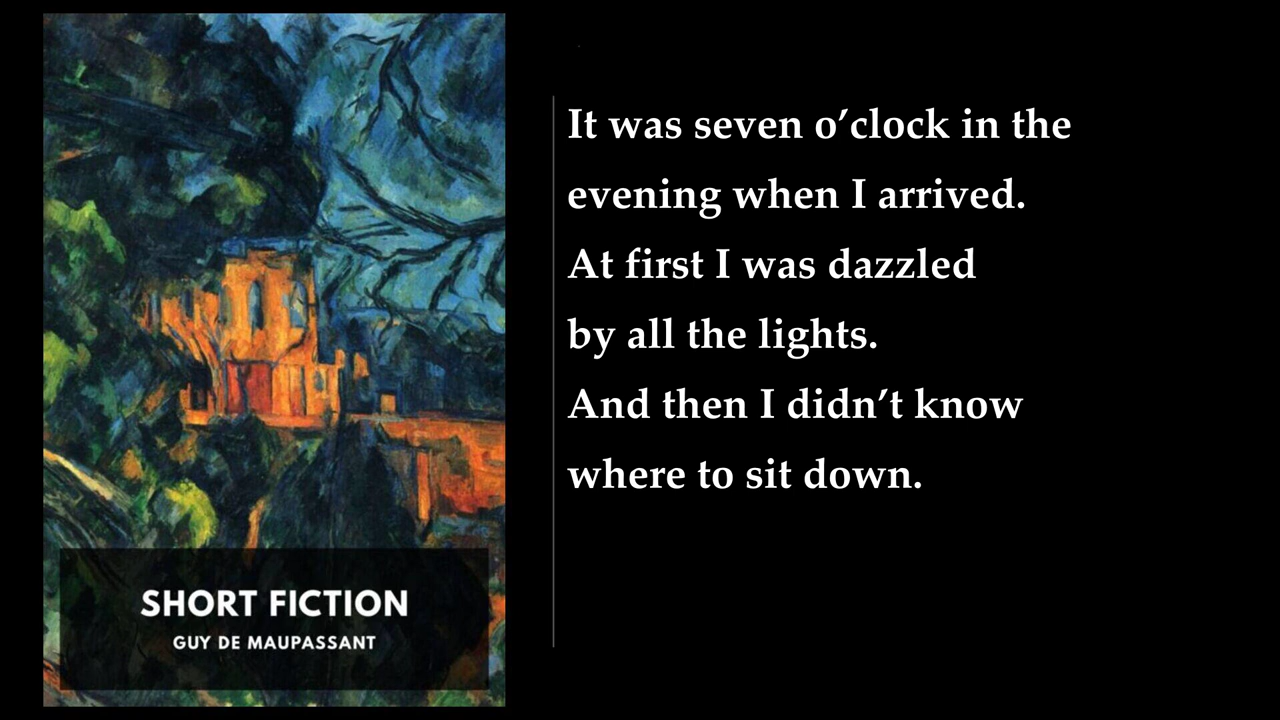 SHORT FICTION
GUY DE MAUPASSANT
It was seven o’clock in the
evening when I arrived.
At first I was dazzled
by all the lights.
And then I didn’t know
where to sit down.